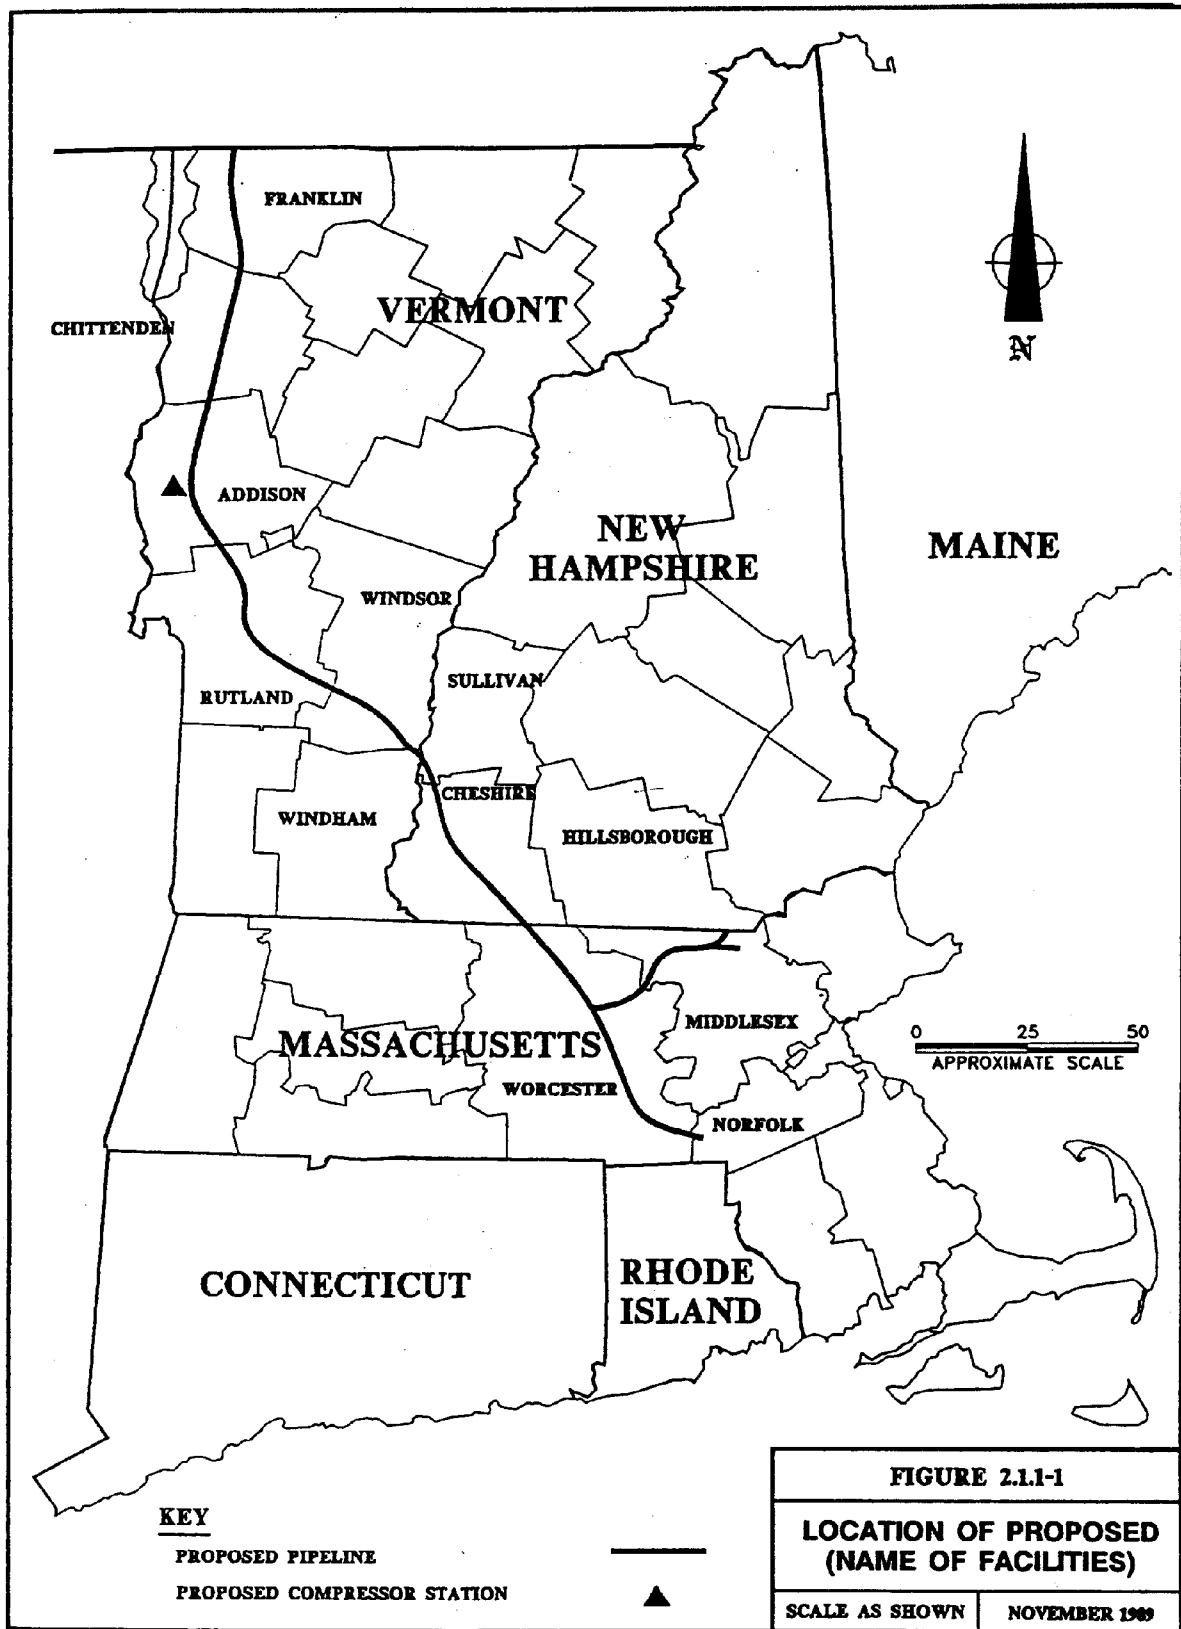 FRANKLIN
VERMONT
CHITTENDEN
N
ADDISON
NEW
HAMPSHIRE
MAINE
WINDSOR
SULLIVAN
RUTLAND
CHESHIRE
WINDHAM
HILLSBOROUGH
MIDDLESEX
0 25 50
APPROXIMATE SCALE
MASSACHUSETTS
WORCESTER
NORFOLK
CONNECTICUT
RHODE
ISLAND
KEY
PROPOSED PIPELINE
PROPOSED COMPRESSOR STATION
FIGURE 2.1.1-1
LOCATION OF PROPOSED
(NAME OF FACILITIES)
SCALE AS SHOWN
NOVEMBER 1989